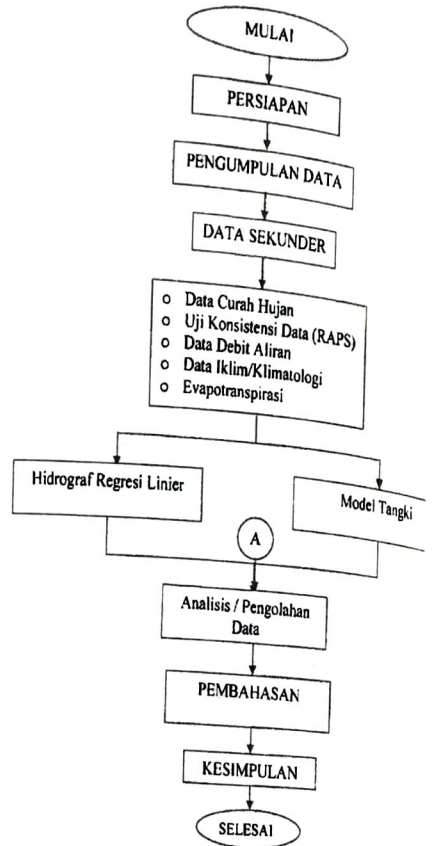 MULAI
PERSIAPAN
PENGUMPULAN DATA
DATA SEKUNDER
o Data Curah Hujan
o Uji Konsistensi Data (RAPS)
o Data Debit Aliran
o Data Iklim/Klimatologi
o Evapotranspirasi
Hidrograf Regresi Linier
Model Tangki
A
Analisis / Pengolahan
Data
PEMBAHASAN
KESIMPULAN
SELESAI